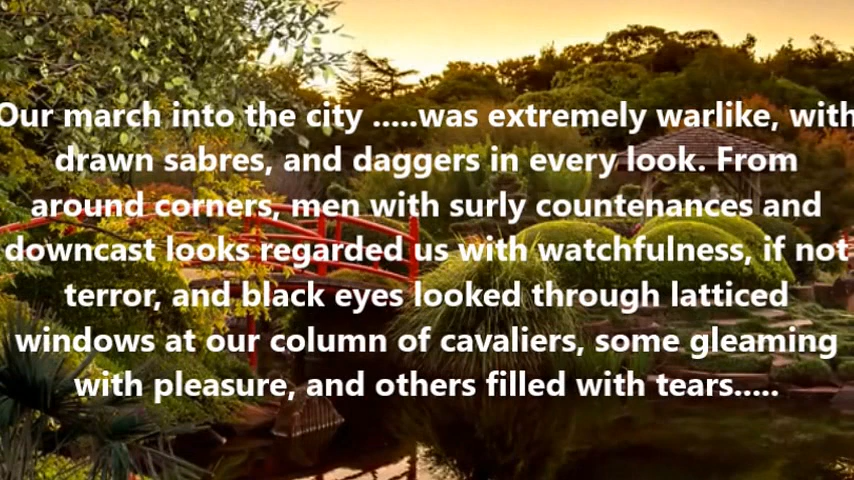 Our march into the city .....was extremely warlike, with
drawn sabres, and daggers in every look. From
around corners, men with surly countenances and
downcast looks regarded us with watchfulness, if not
terror, and black eyes looked through latticed
windows at our column of cavaliers, some gleaming
with pleasure, and others filled with tears.....